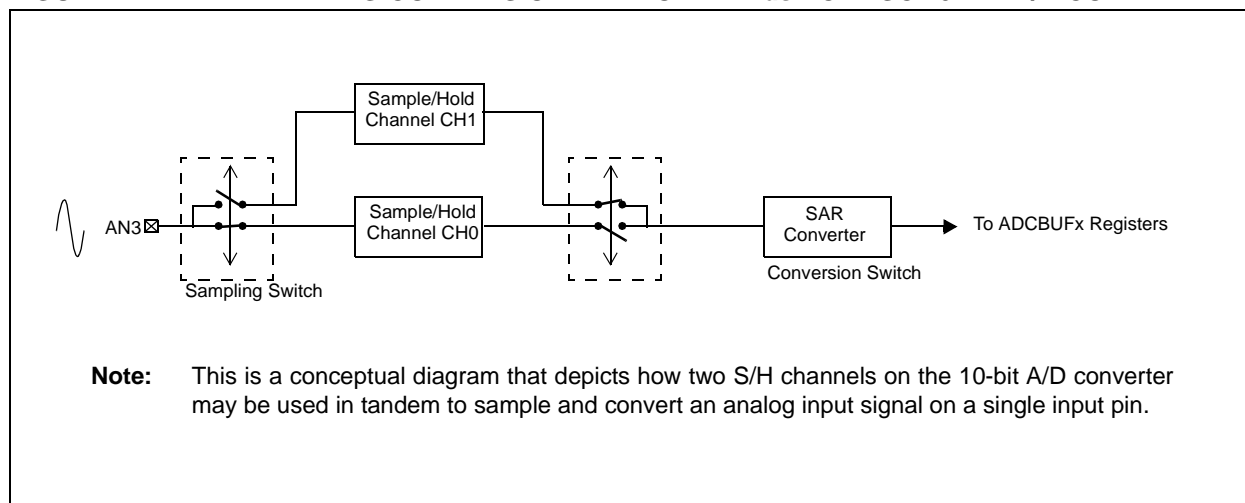 Sample/Hold
Channel CH1
AN3
Sample/Hold
Channel CH0
SAR
Converter
To ADCBUFx Registers
Conversion Switch
Sampling Switch
Note: This is a conceptual diagram that depicts how two S/H channels on the 10-bit A/D converter
may be used in tandem to sample and convert an analog input signal on a single input pin.